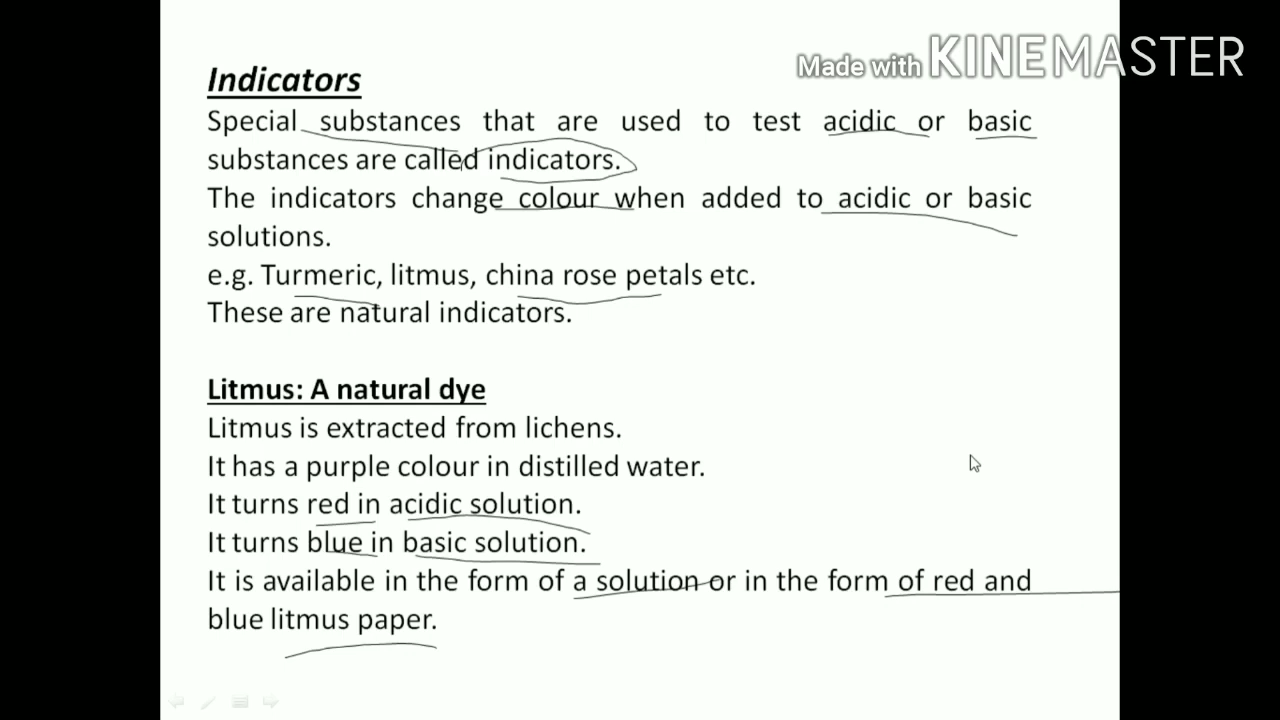 Made with KINEMASTER
Indicators
Special substances that are used to test acidic or basic
substances are called indicators.
The indicators change colour when added to acidic or basic
solutions.
e.g. Turmeric, litmus, china rose petals etc.
These are natural indicators.
Litmus: A natural dye
Litmus is extracted from lichens.
It has a purple colour in distilled water.
It turns red in acidic solution.
It turns blue in basic solution.
It is available in the form of a solution or in the form of red and
blue litmus paper.